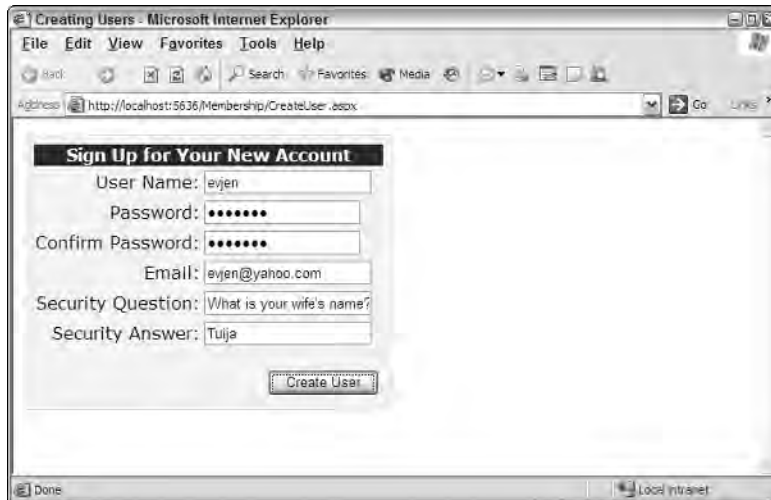 Creating Users - Microsoft Internet Explorer
File Edit View Favorites Tools Help
Back Search Favorites Media
Address http://localhost:5636/Membership/CreateUser.aspx Go Links
Sign Up for Your New Account
User Name: evjen
Password: •••••••
Confirm Password: •••••••
Email: evjen@yahoo.com
Security Question: What is your wife's name?
Security Answer: Tuija
Create User
Done Local intranet